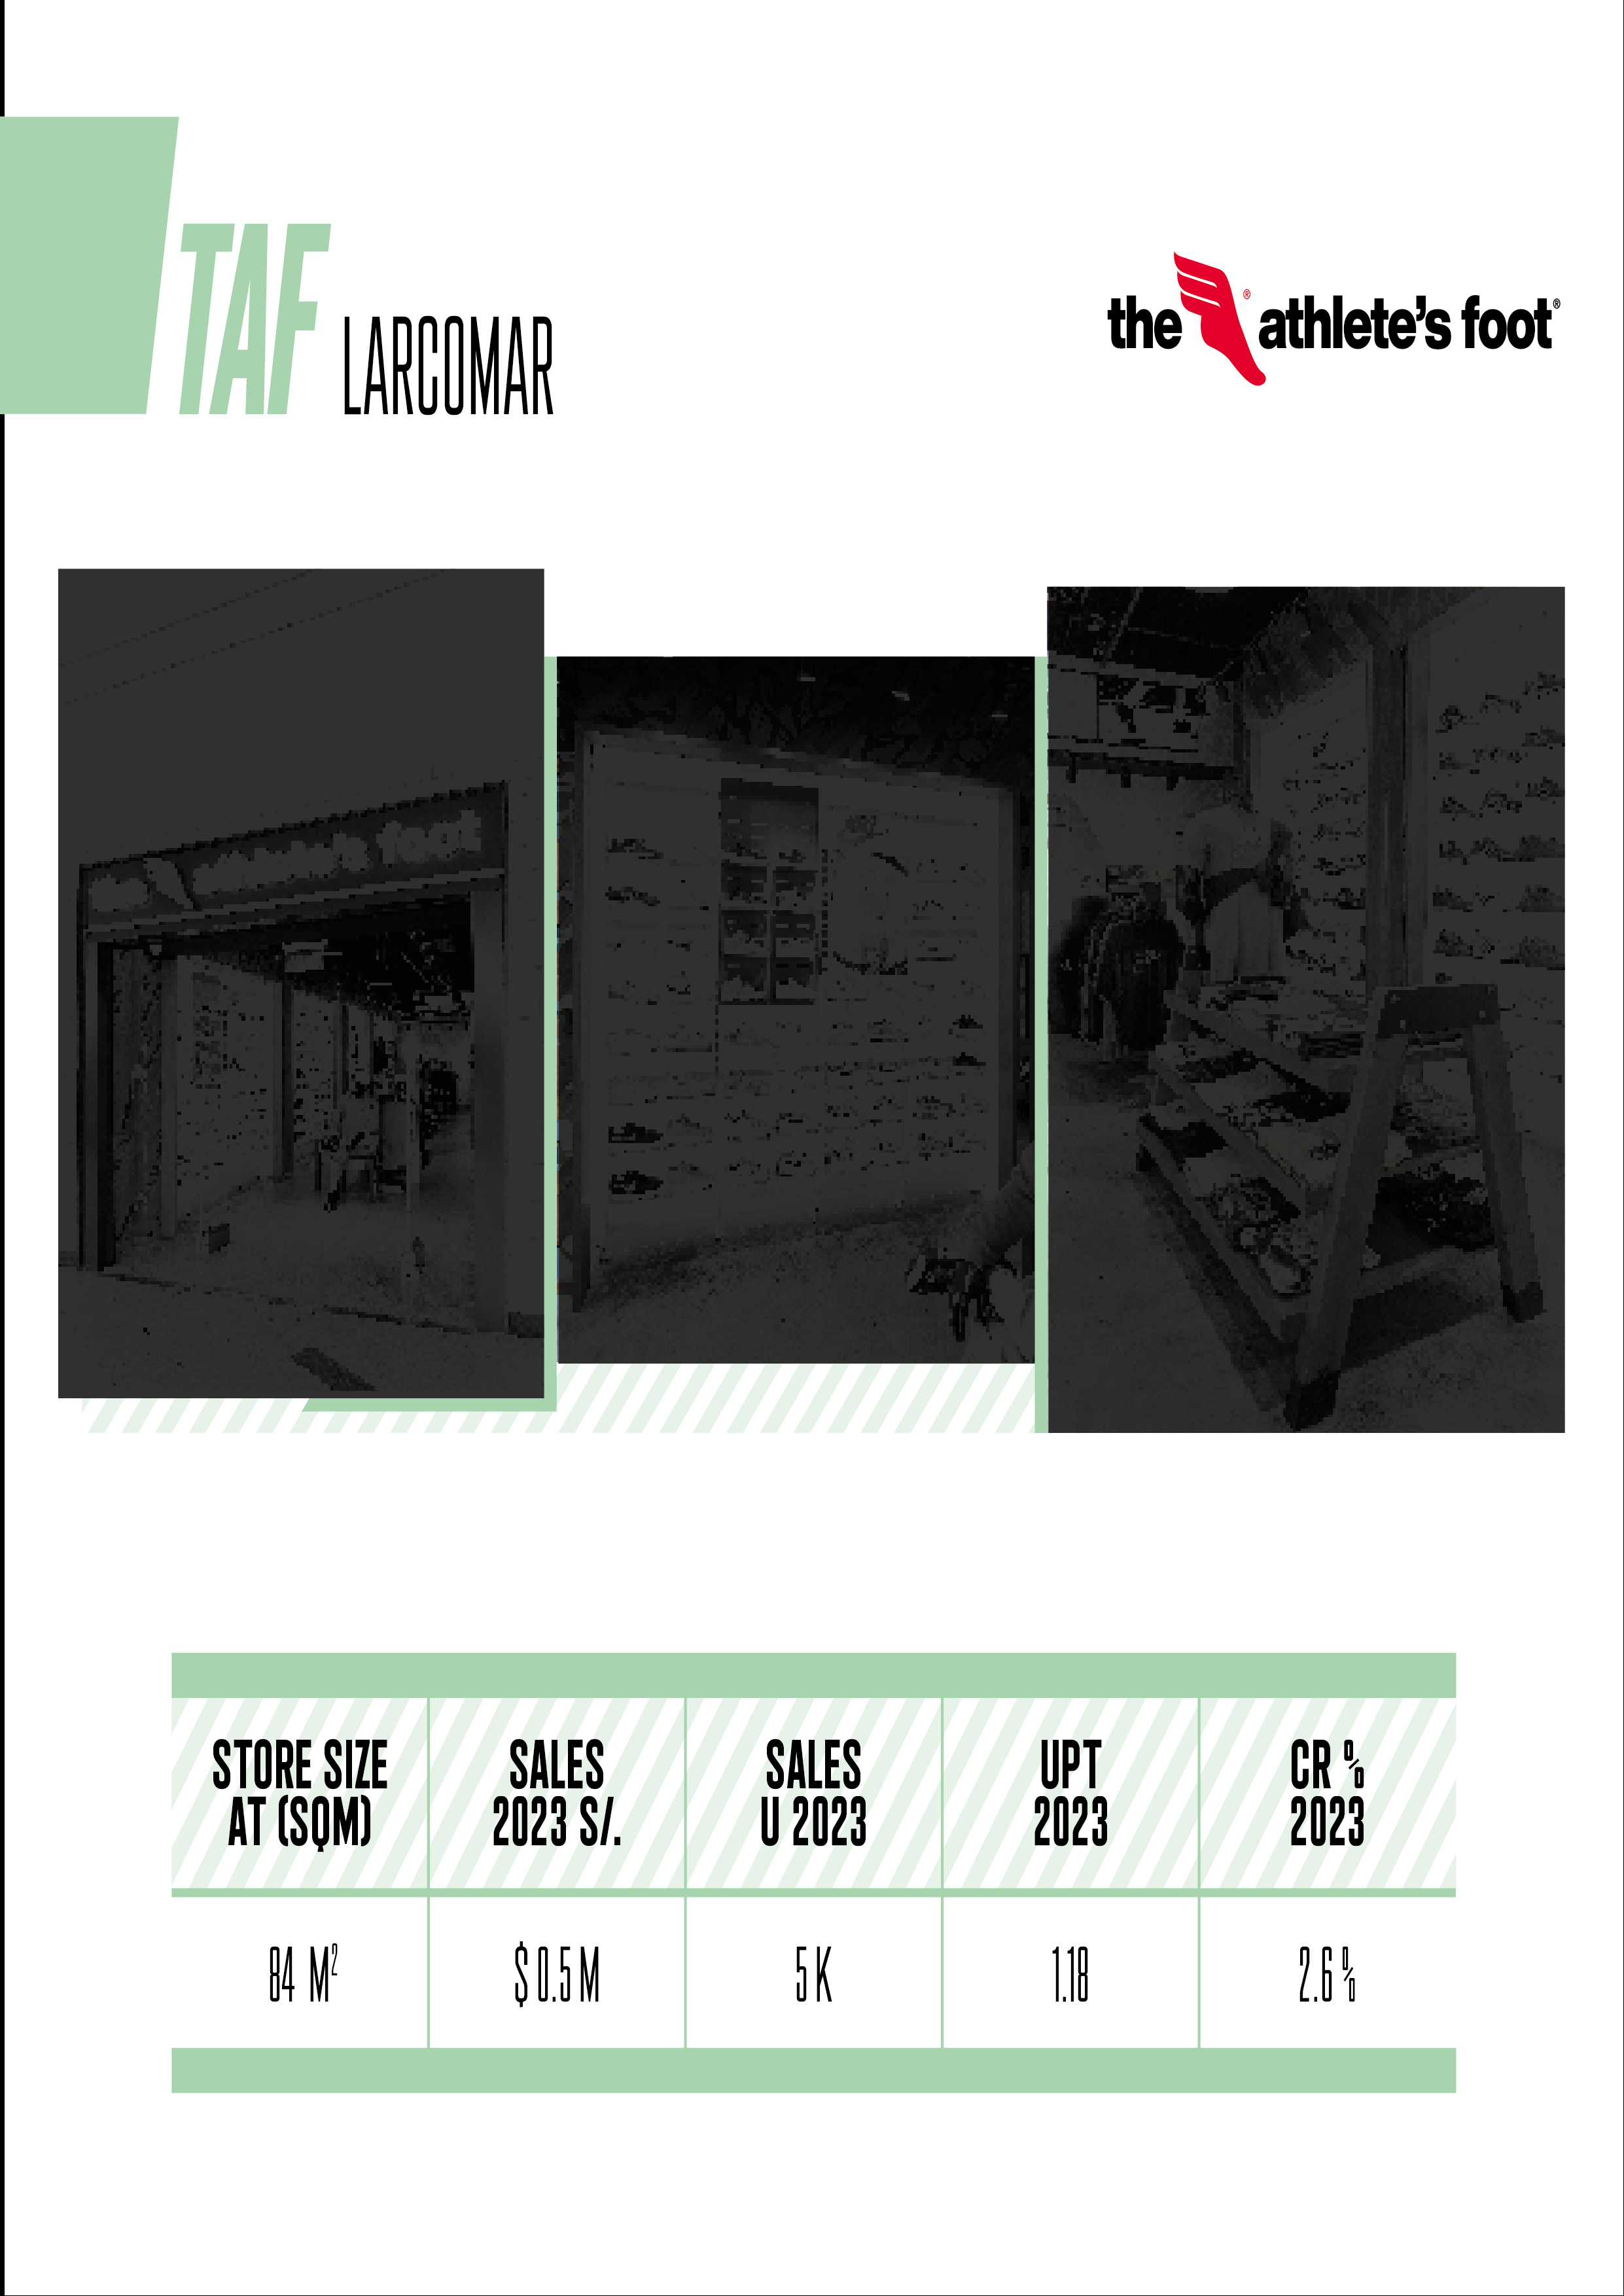 TAF LARCOMAR
the athlete's foot
STORE SIZE
AT (SQM)
SALES
2023 S/.
SALES
U 2023
UPT
2023
CR %
2023
84 M²
$ 0.5 M
5 K
1.18
2.6 %